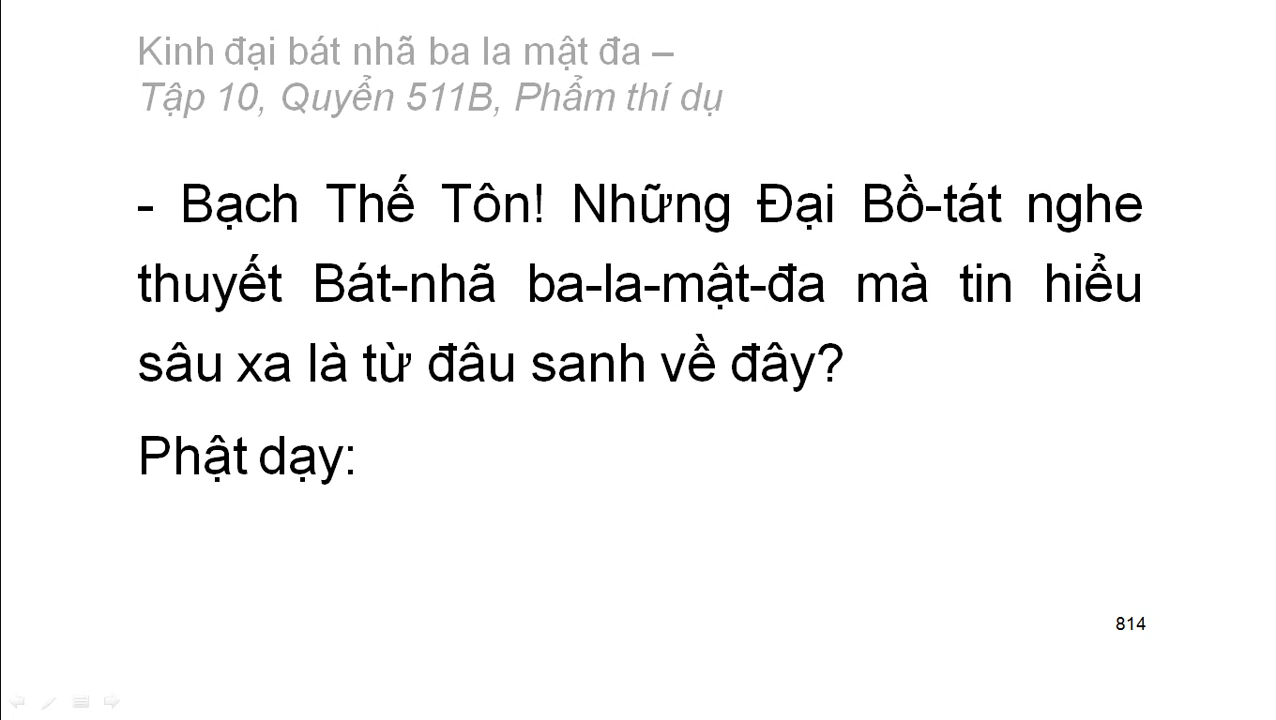 Kinh đại bát nhã ba la mật đa –
Tập 10, Quyển 511B, Phẩm thí dụ
- Bạch Thế Tôn! Những Đại Bồ-tát nghe
thuyết Bát-nhã ba-la-mật-đa mà tin hiểu
sâu xa là từ đâu sanh về đây?
Phật dạy:
814